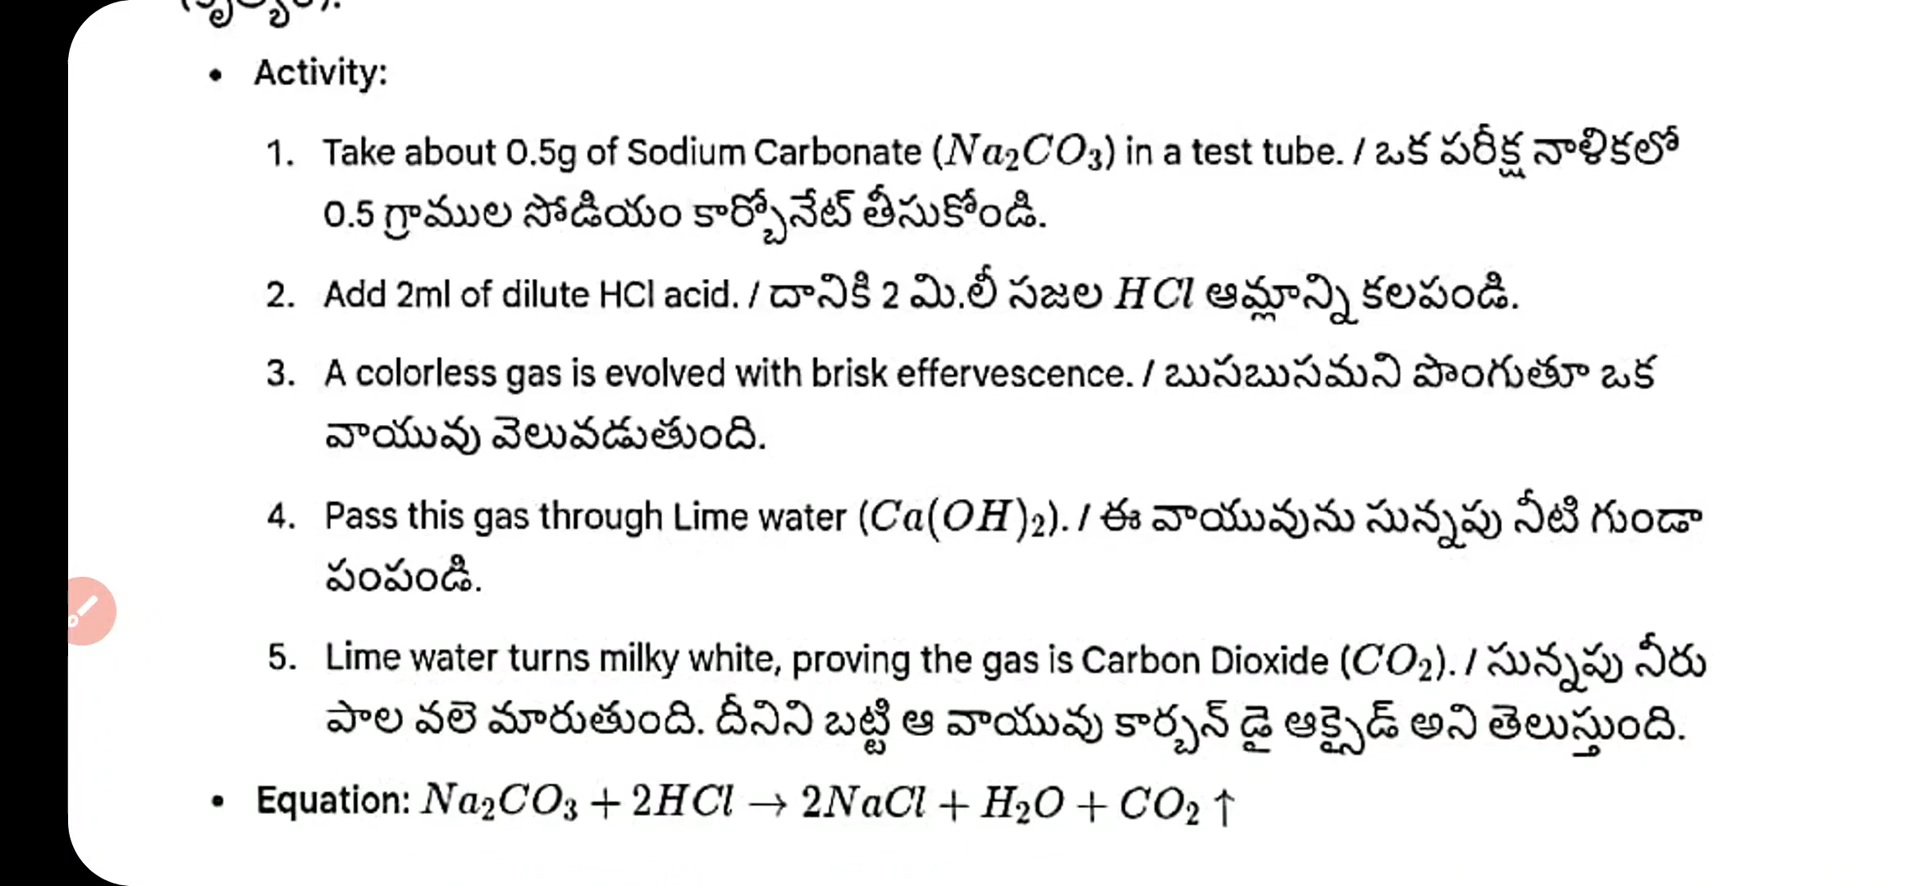 • Activity:
1. Take about 0.5g of Sodium Carbonate (Na₂CO₃) in a test tube. / ఒక పరీక్ష నాళికలో
0.5 గ్రాముల సోడియం కార్బోనేట్ తీసుకోండి.
2. Add 2ml of dilute HCl acid. / దానికి 2 మి.లీ సజల HCl ఆమ్లాన్ని కలపండి.
3. A colorless gas is evolved with brisk effervescence. / బుసబుసమని పొంగుతూ ఒక
వాయువు వెలువడుతుంది.
4. Pass this gas through Lime water (Ca(OH)₂). / ఈ వాయువును సున్నపు నీటి గుండా
పంపండి.
5. Lime water turns milky white, proving the gas is Carbon Dioxide (CO₂). / సున్నపు నీరు
పాల వలె మారుతుంది. దీనిని బట్టి ఆ వాయువు కార్బన్ డై ఆక్సైడ్ అని తెలుస్తుంది.
• Equation: Na₂CO₃ + 2HCl → 2NaCl + H₂O + CO₂ ↑